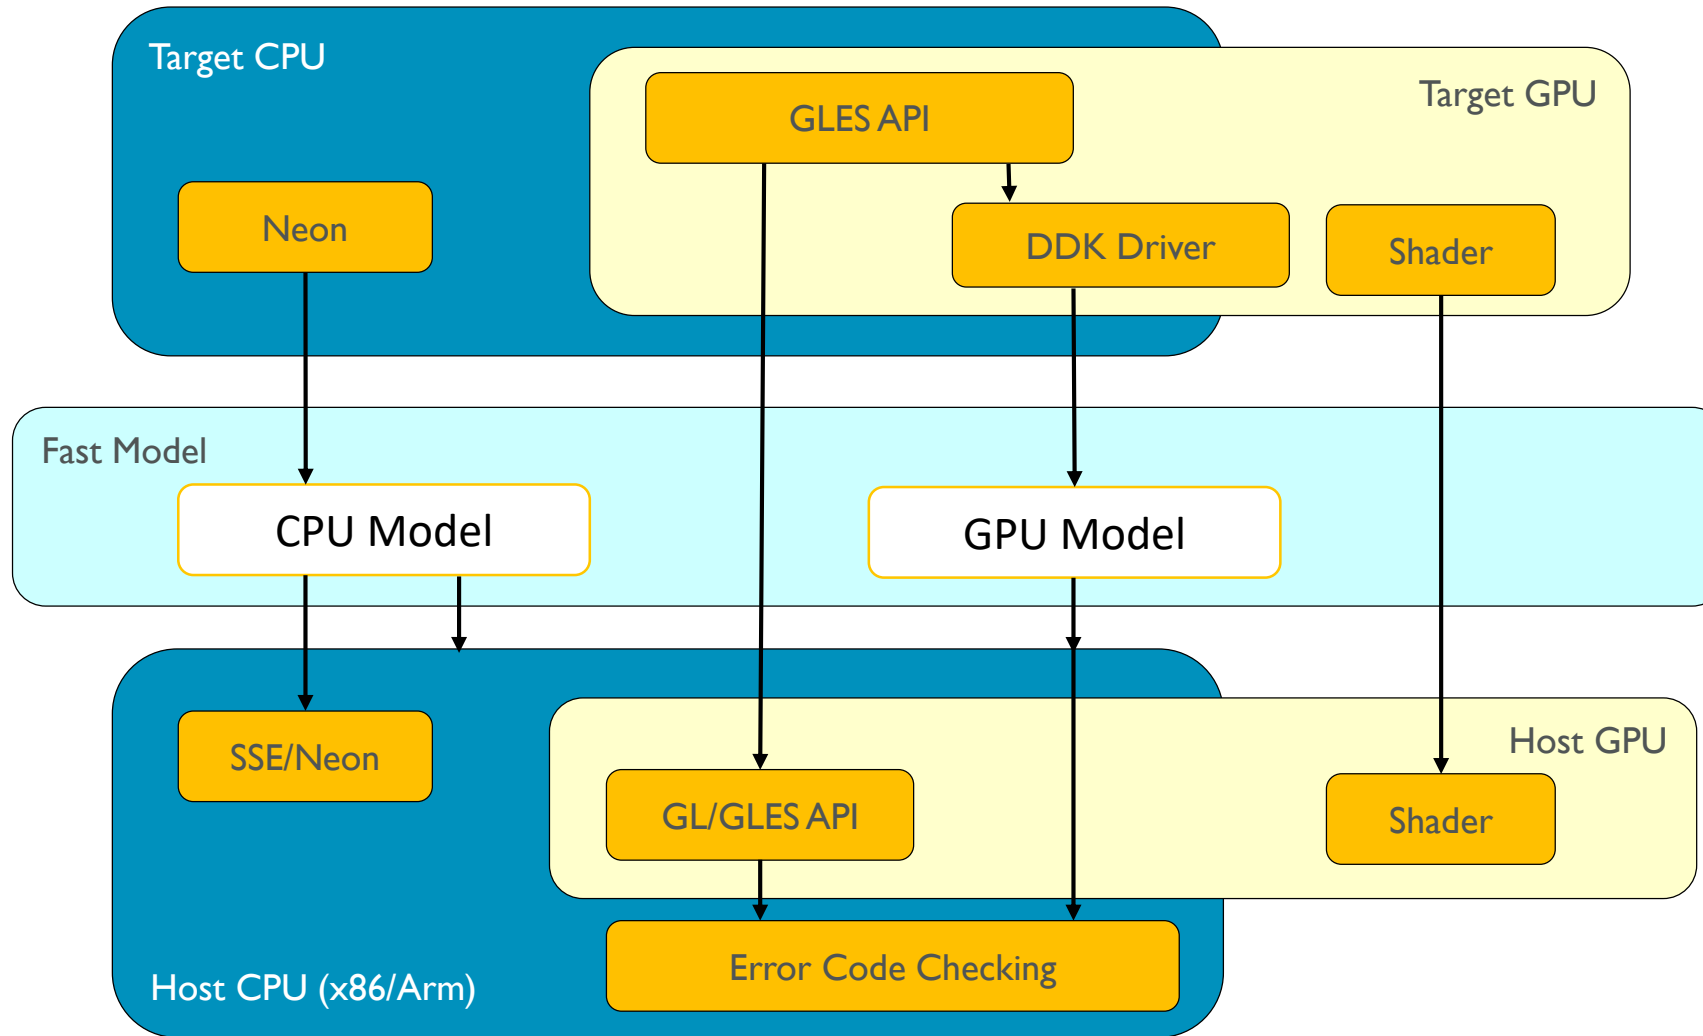 Target CPU
Target GPU
GLES API
Neon
DDK Driver
Shader
Fast Model
CPU Model
GPU Model
Host GPU
SSE/Neon
GL/GLES API
Shader
Error Code Checking
Host CPU (x86/Arm)